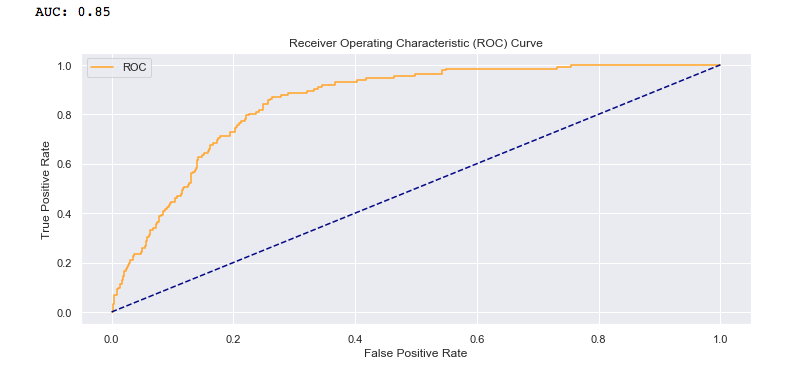 AUC: 0.85
Receiver Operating Characteristic (ROC) Curve
ROC
True Positive Rate
1.0
0.8
0.6
0.4
0.2
0.0
0.0 0.2 0.4 0.6 0.8 1.0
False Positive Rate